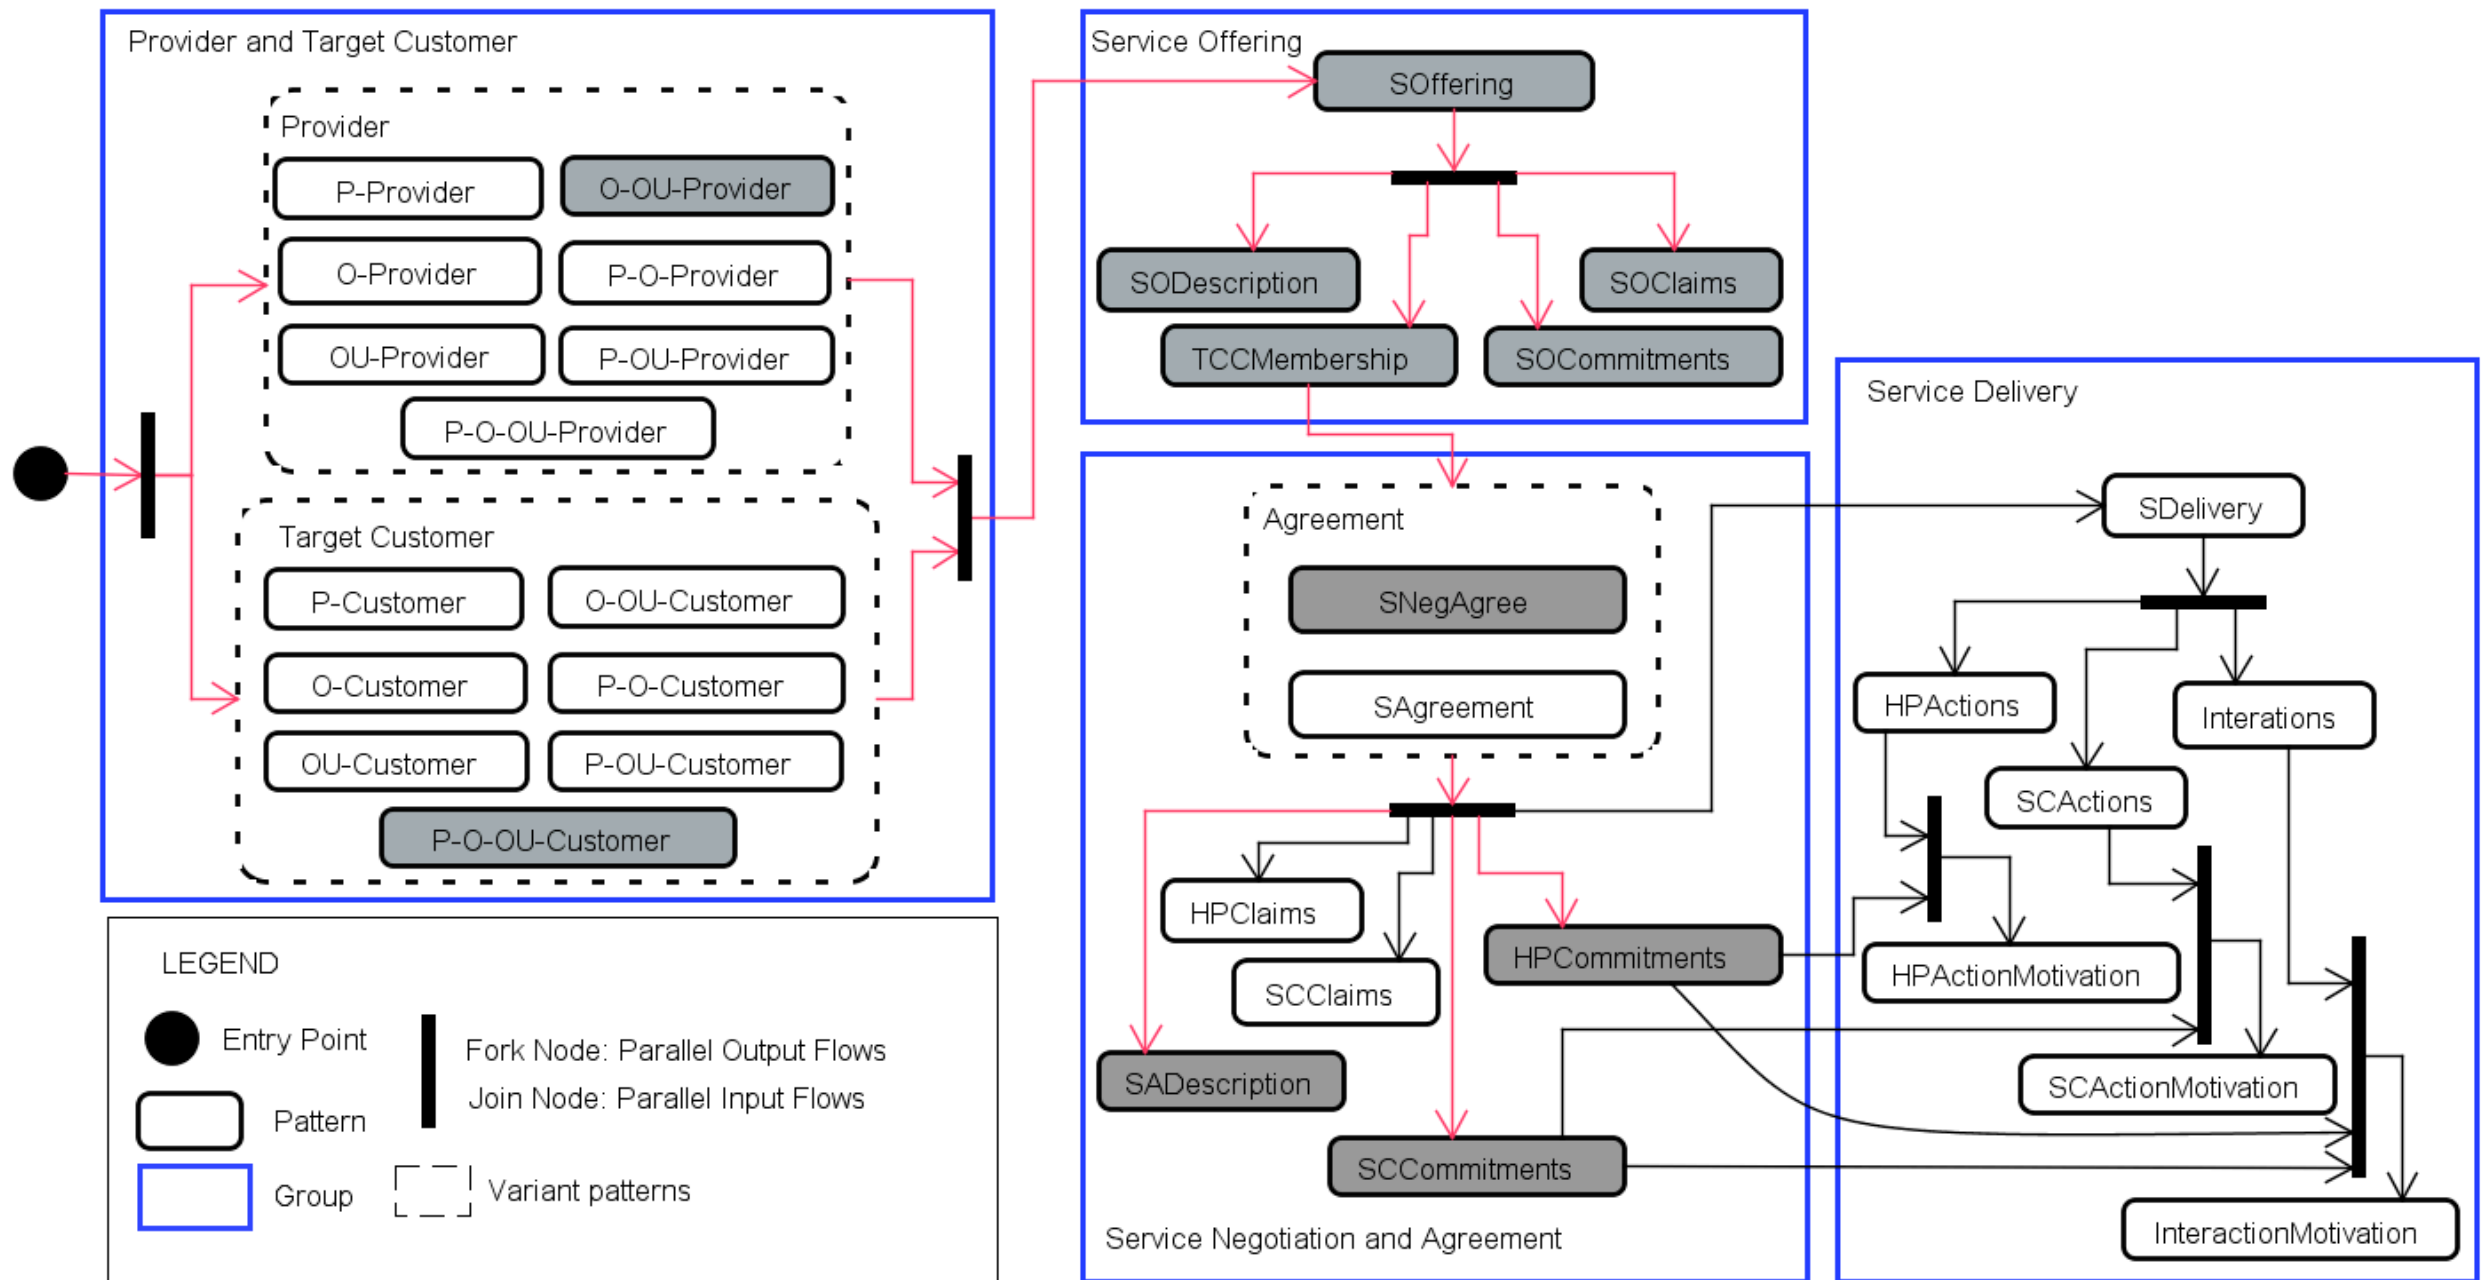 Provider and Target Customer
Provider
P-Provider
O-OU-Provider
O-Provider
P-O-Provider
OU-Provider
P-OU-Provider
P-O-OU-Provider
Target Customer
P-Customer
O-OU-Customer
O-Customer
P-O-Customer
OU-Customer
P-OU-Customer
P-O-OU-Customer
LEGEND
Entry Point
Fork Node: Parallel Output Flows
Join Node: Parallel Input Flows
Pattern
Group
Variant patterns
Service Offering
SOffering
SODescription
SOClaims
TCCMembership
SOCommitments
Agreement
SNegAgree
SAgreement
HPClaims
SCClaims
HPCommitments
SADescription
SCCommitments
Service Negotiation and Agreement
Service Delivery
SDelivery
HPActions
Interations
SCActions
HPActionMotivation
SCActionMotivation
InteractionMotivation